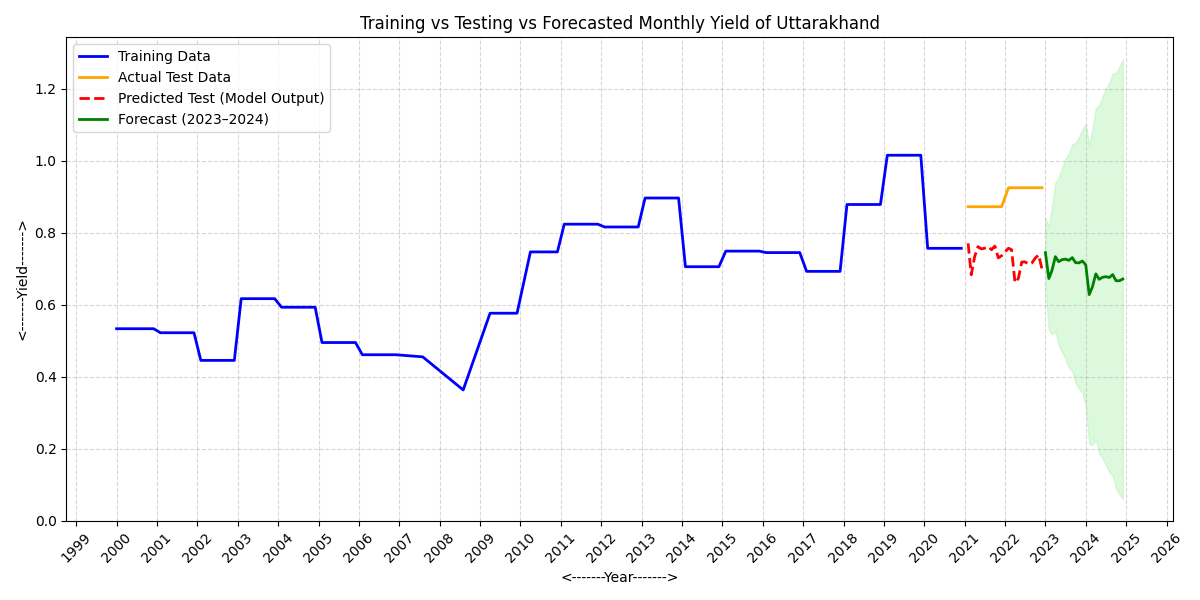 Training vs Testing vs Forecasted Monthly Yield of Uttarakhand
Training Data
Actual Test Data
Predicted Test (Model Output)
Forecast (2023–2024)
<------Yield------->
1.2
1.0
0.8
0.6
0.4
0.2
0.0
1999 2000 2001 2002 2003 2004 2005 2006 2007 2008 2009 2010 2011 2012 2013 2014 2015 2016 2017 2018 2019 2020 2021 2022 2023 2024 2025 2026
<-------Year------->